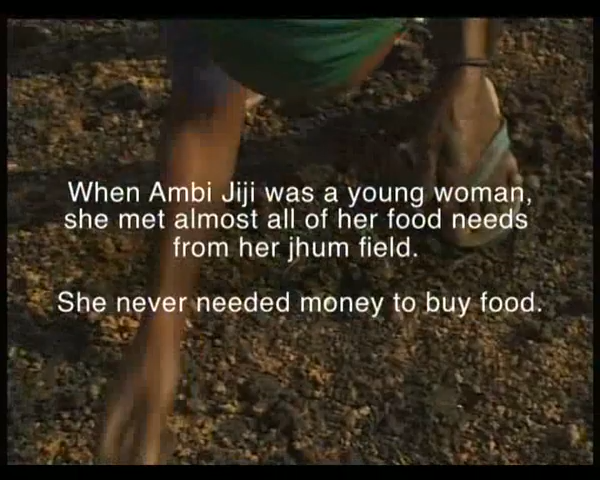 When Ambi Jiji was a young woman,
she met almost all of her food needs
from her jhum field.
She never needed money to buy food.